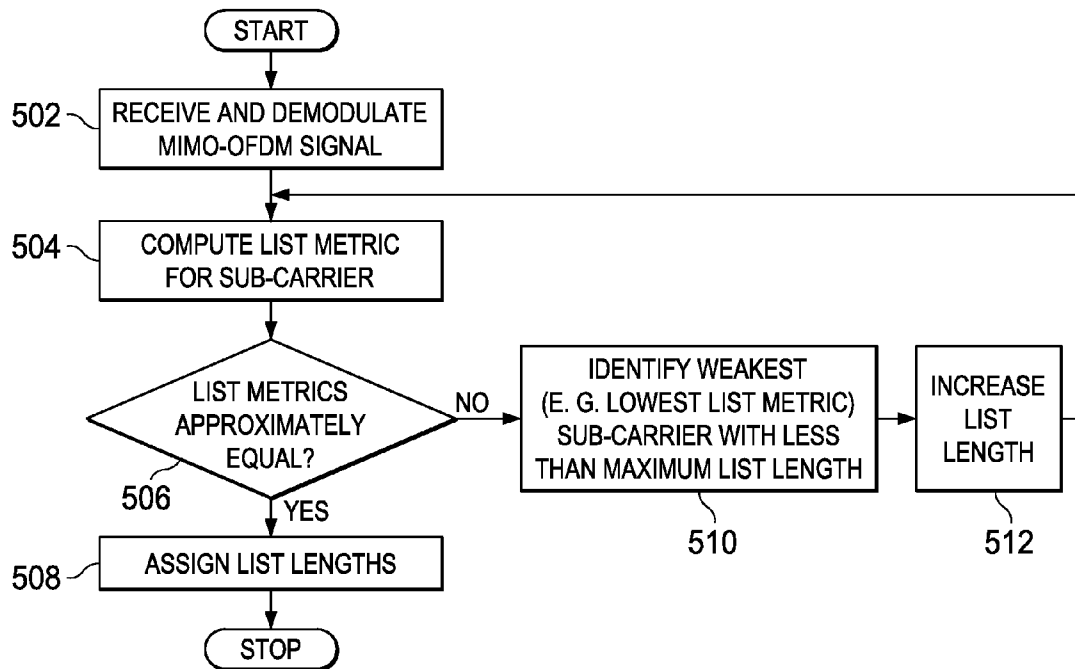 START
502
RECEIVE AND DEMODULATE
MIMO-OFDM SIGNAL
504
COMPUTE LIST METRIC
FOR SUB-CARRIER
LIST METRICS
APPROXIMATELY
EQUAL?
506
NO
YES
IDENTIFY WEAKEST
(E. G. LOWEST LIST METRIC)
SUB-CARRIER WITH LESS
THAN MAXIMUM LIST LENGTH
510
INCREASE
LIST
LENGTH
512
508
ASSIGN LIST LENGTHS
STOP